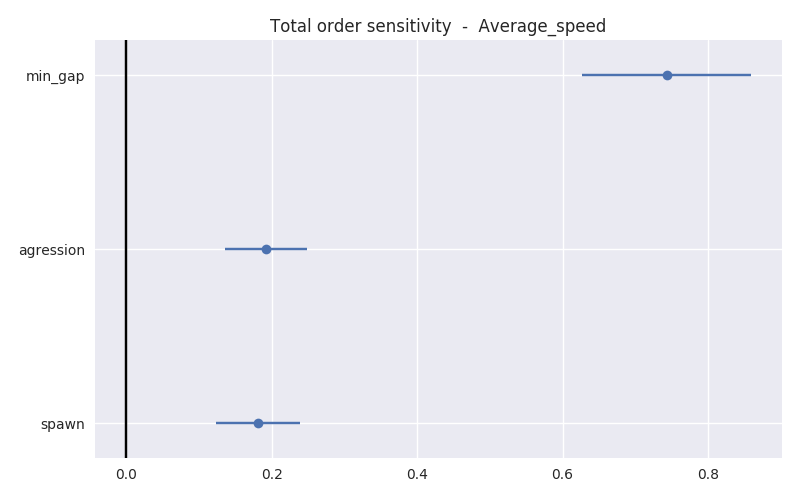 Total order sensitivity - Average_speed
min_gap
agression
spawn
0.0 0.2 0.4 0.6 0.8